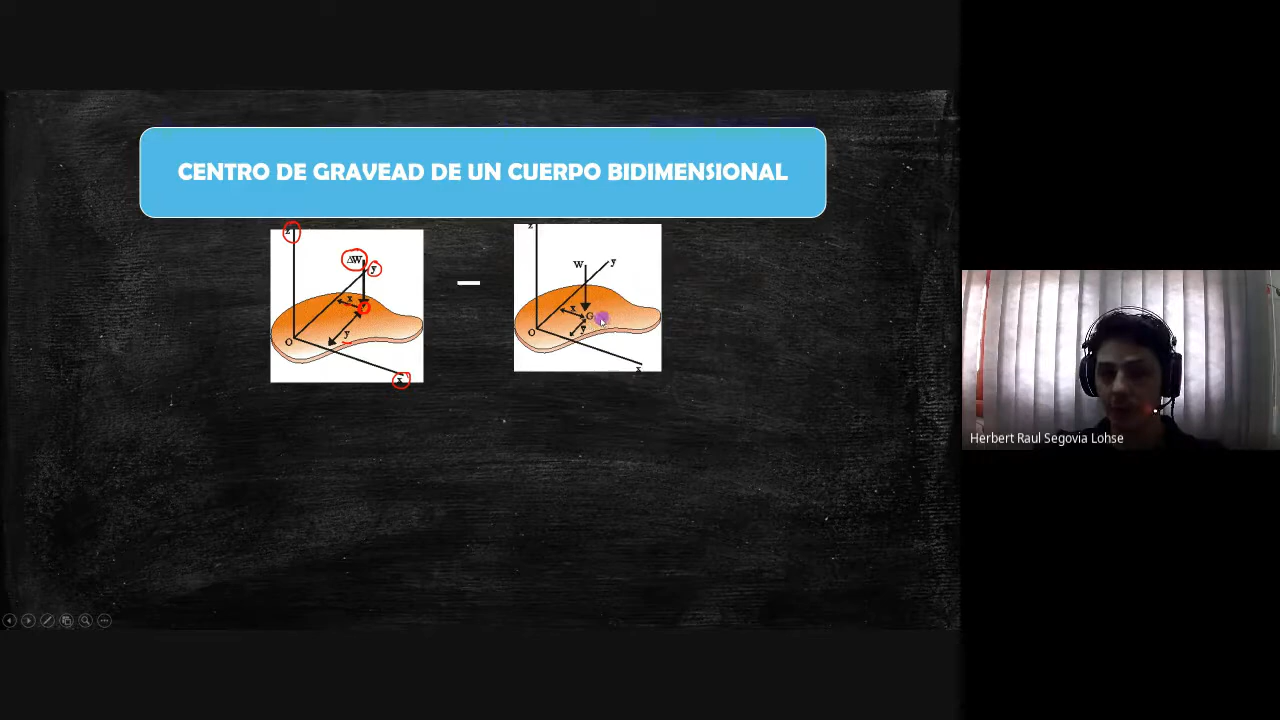 CENTRO DE GRAVEAD DE UN CUERPO BIDIMENSIONAL
z
ΔW
y
x
y
O
x
z
W
y
x
G
y
O
x
Herbert Raul Segovia Lohse